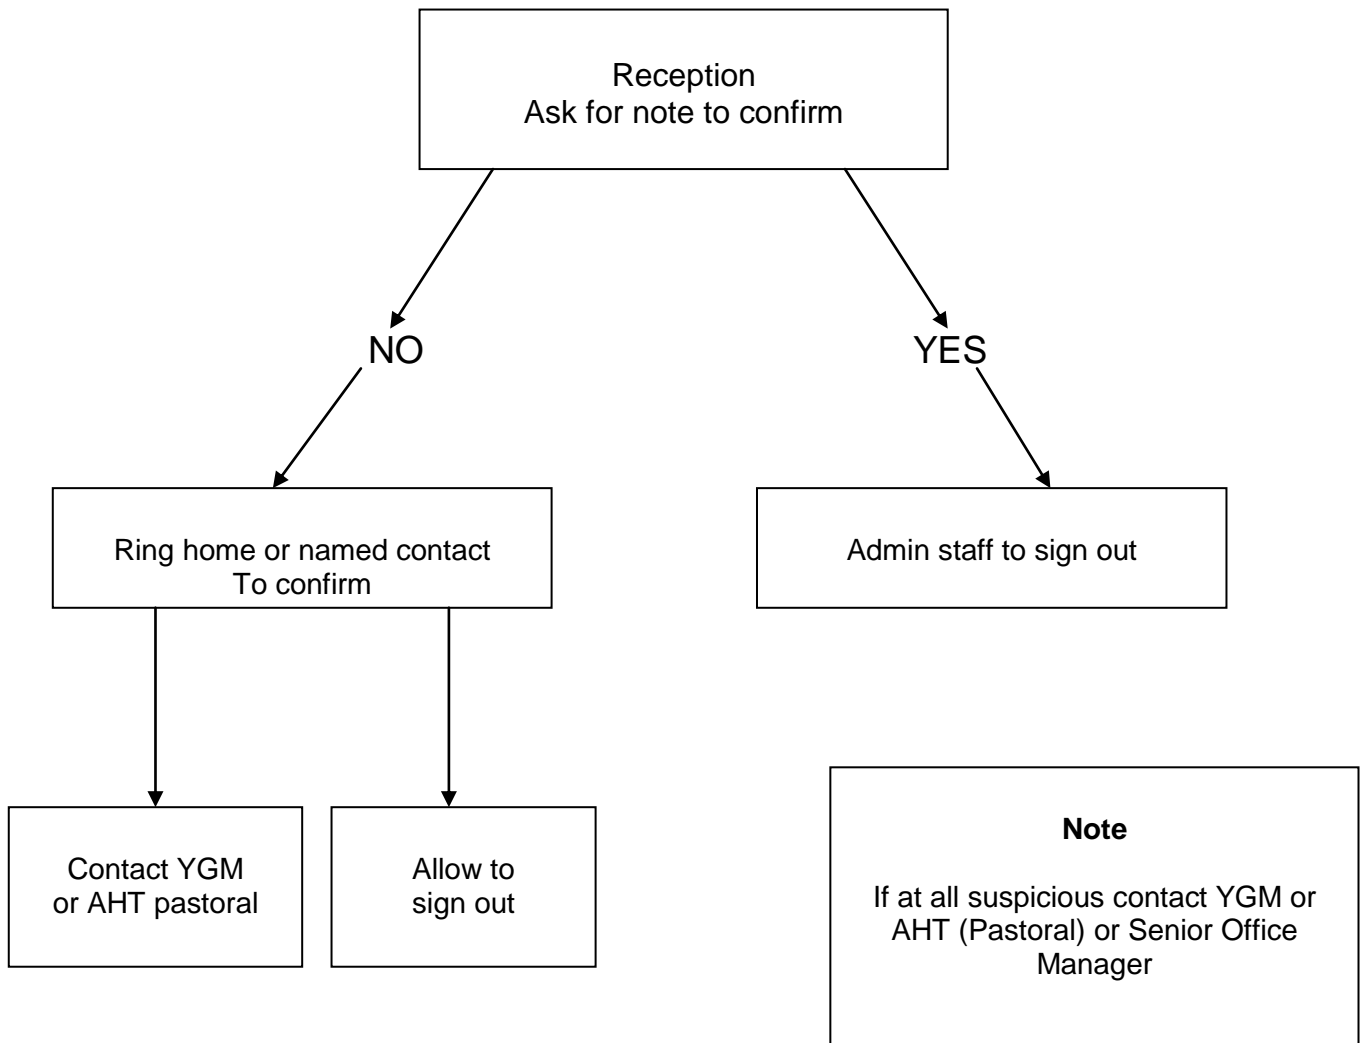 Reception
Ask for note to confirm
NO
YES
Ring home or named contact
To confirm
Admin staff to sign out
Contact YGM
or AHT pastoral
Allow to
sign out
Note
If at all suspicious contact YGM or
AHT (Pastoral) or Senior Office
Manager